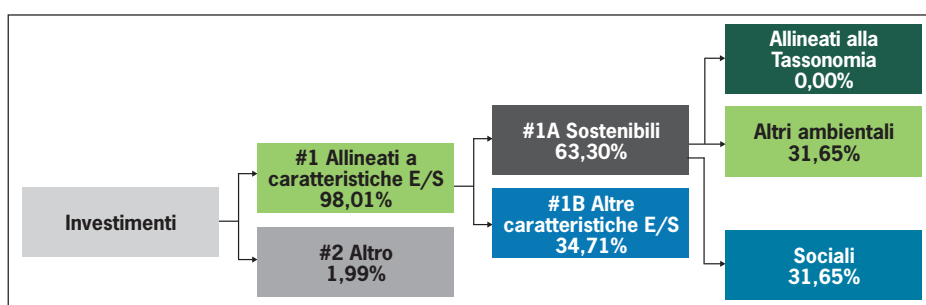 Investimenti
#1 Allineati a
caratteristiche E/S
98,01%
#2 Altro
1,99%
#1A Sostenibili
63,30%
#1B Altre
caratteristiche E/S
34,71%
Allineati alla
Tassonomia
0,00%
Altri ambientali
31,65%
Sociali
31,65%